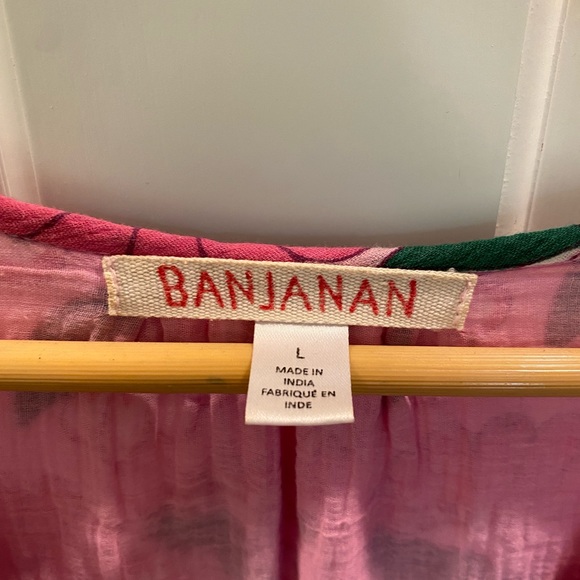 BANJANAN
L
MADE IN
INDIA
FABRIQUÉ EN
INDE